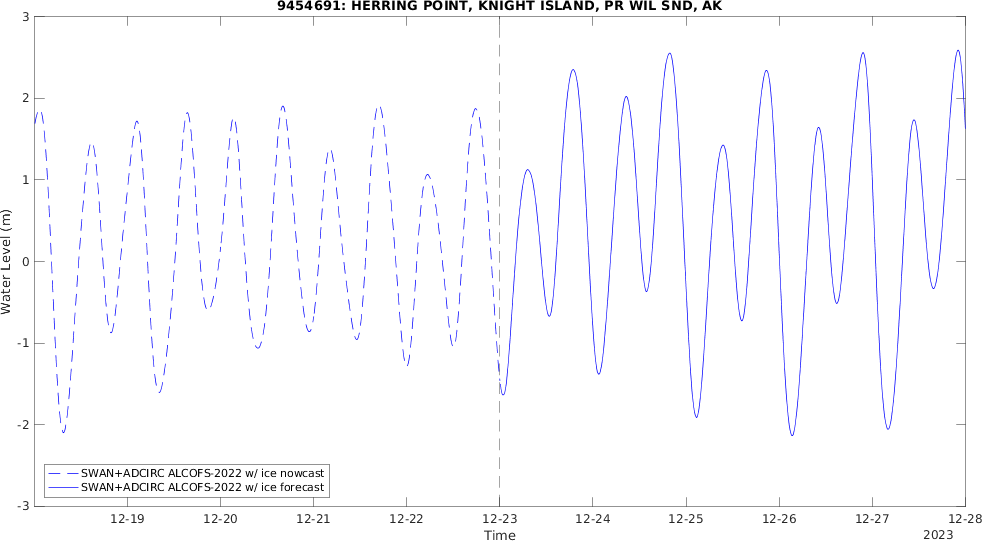 9454691: HERRING POINT, KNIGHT ISLAND, PR WIL SND, AK
3
2
1
0
-1
-2
-3
Water Level (m)
SWAN+ADCIRC ALCOFS-2022 w/ ice nowcast
SWAN+ADCIRC ALCOFS-2022 w/ ice forecast
12-19 12-20 12-21 12-22 12-23 12-24 12-25 12-26 12-27 12-28
Time
2023